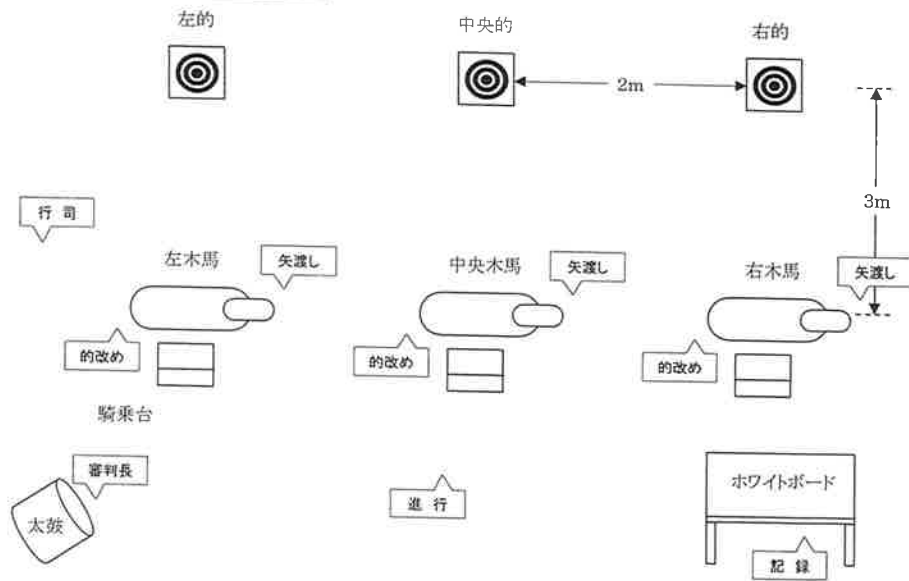 左的
中央的
右的
2m
3m
行司
左木馬
矢渡し
中央木馬
矢渡し
右木馬
矢渡し
的改め
的改め
的改め
騎乗台
審判長
太鼓
進行
ホワイトボード
記録